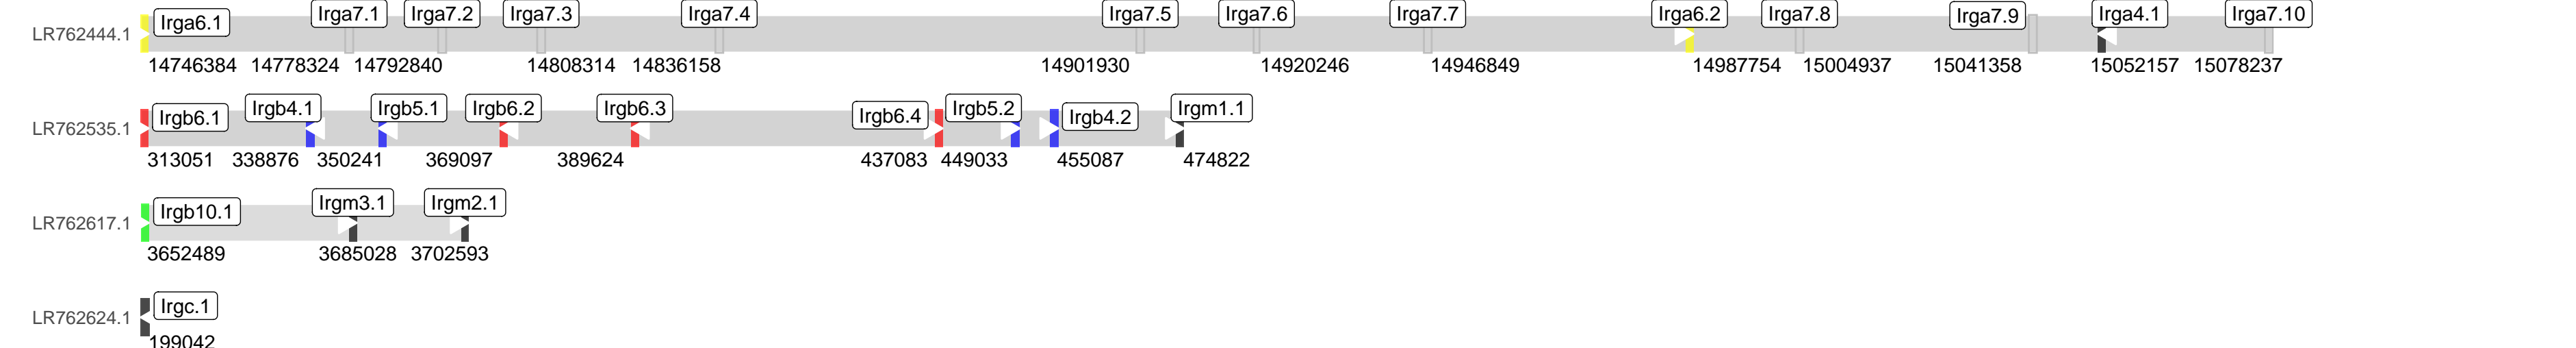 LR762444.1 Irga6.1 Irga7.1 Irga7.2 Irga7.3 Irga7.4 Irga7.5 Irga7.6 Irga7.7 Irga6.2 Irga7.8 Irga7.9 Irga4.1 Irga7.10
14746384 14778324 14792840 14808314 14836158 14901930 14920246 14946849 14987754 15004937 15041358 15052157 15078237
LR762535.1 Irgb6.1 Irgb4.1 Irgb5.1 Irgb6.2 Irgb6.3 Irgb6.4 Irgb5.2 Irgb4.2 Irgm1.1
313051 338876 350241 369097 389624 437083 449033 455087 474822
LR762617.1 Irgb10.1 Irgm3.1 Irgm2.1
3652489 3685028 3702593
LR762624.1 Irgc.1
199042